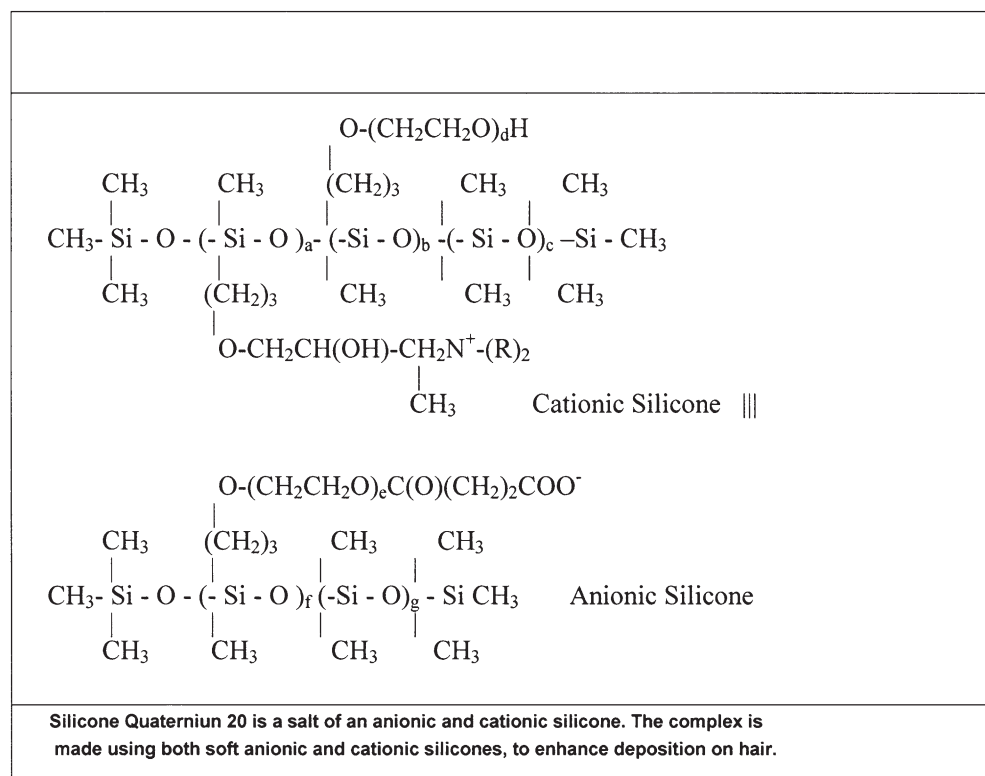 O-(CH₂CH₂O)dH
CH₃ CH₃ (CH₂)₃ CH₃ CH₃
CH₃- Si - O - (- Si - O )ₐ- (-Si - O)b -(- Si - O)c –Si - CH₃
CH₃ (CH₂)₃ CH₃ CH₃ CH₃
O-CH₂CH(OH)-CH₂N⁺-(R)₂
CH₃ Cationic Silicone |||
O-(CH₂CH₂O)ₑC(O)(CH₂)₂COO⁻
CH₃ (CH₂)₃ CH₃ CH₃
CH₃- Si - O - (- Si - O )f (-Si - O)g - Si CH₃ Anionic Silicone
CH₃ CH₃ CH₃ CH₃
Silicone Quaterniun 20 is a salt of an anionic and cationic silicone. The complex is
made using both soft anionic and cationic silicones, to enhance deposition on hair.